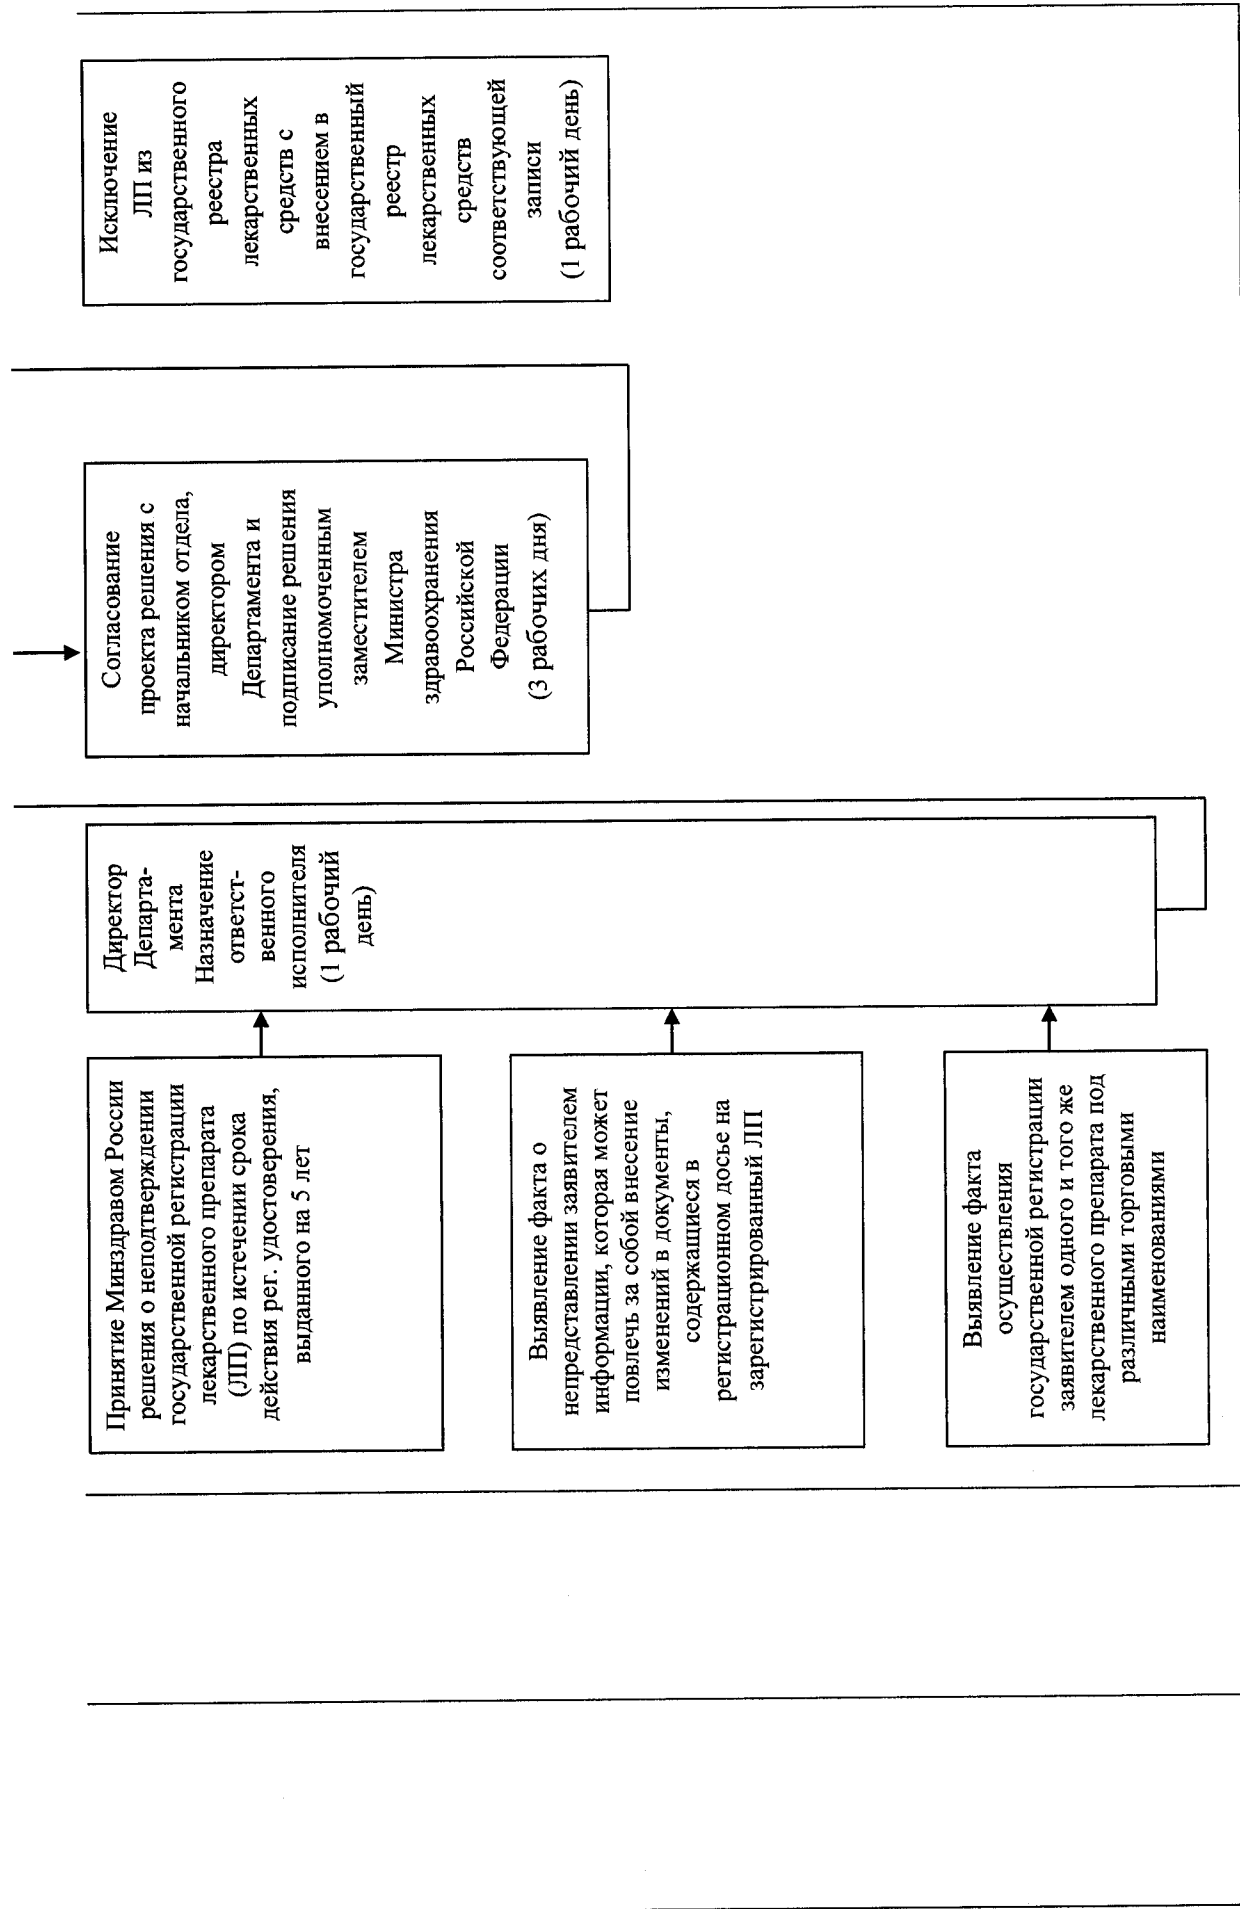 Принятие Минздравом России
решения о неподтверждении
государственной регистрации
лекарственного препарата
(ЛП) по истечении срока
действия рег. удостоверения,
выданного на 5 лет
Выявление факта о
непредставлении заявителем
информации, которая может
повлечь за собой внесение
изменений в документы,
содержащиеся в
регистрационном досье на
зарегистрированный ЛП
Выявление факта
осуществления
государственной регистрации
заявителем одного и того же
лекарственного препарата под
различными торговыми
наименованиями
Директор
Департа-
мента
Назначение
ответст-
венного
исполнителя
(1 рабочий
день)
Согласование
проекта решения с
начальником отдела,
директором
Департамента и
подписание решения
уполномоченным
заместителем
Министра
здравоохранения
Российской
Федерации
(3 рабочих дня)
Исключение
ЛП из
государственного
реестра
лекарственных
средств с
внесением в
государственный
реестр
лекарственных
средств
соответствующей
записи
(1 рабочий день)